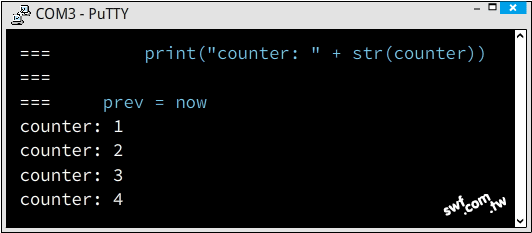 COM3 - PuTTY
===         print("counter: " + str(counter))
===
===     prev = now
counter: 1
counter: 2
counter: 3
counter: 4
swf.com.tw